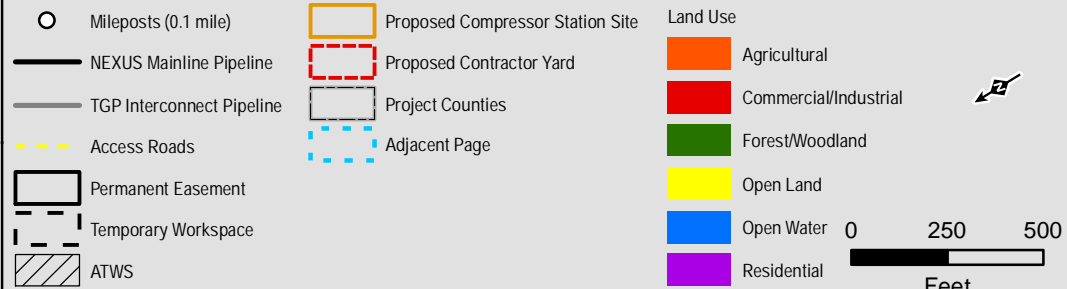 Mileposts (0.1 mile)
NEXUS Mainline Pipeline
TGP Interconnect Pipeline
Access Roads
Permanent Easement
Temporary Workspace
ATWS
Proposed Compressor Station Site
Proposed Contractor Yard
Project Counties
Adjacent Page
Land Use
Agricultural
Commercial/Industrial
Forest/Woodland
Open Land
Open Water
Residential
N
0 250 500
Feet